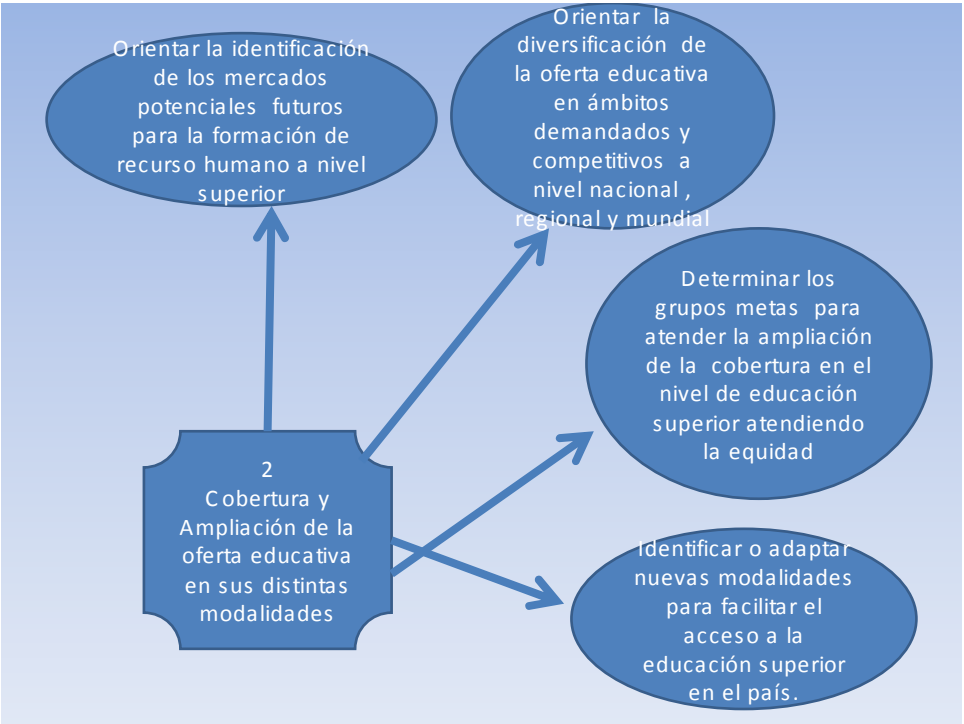 Orientar la identificación
de los mercados
potenciales futuros
para la formación de
recurso humano a nivel
superior
Orientar la
diversificación de
la oferta educativa
en ámbitos
demandados y
competitivos a
nivel nacional ,
regional y mundial
Determinar los
grupos metas para
atender la ampliación
de la cobertura en el
nivel de educación
superior atendiendo
la equidad
2
Cobertura y
Ampliación de la
oferta educativa
en sus distintas
modalidades
Identificar o adaptar
nuevas modalidades
para facilitar el
acceso a la
educación superior
en el país.